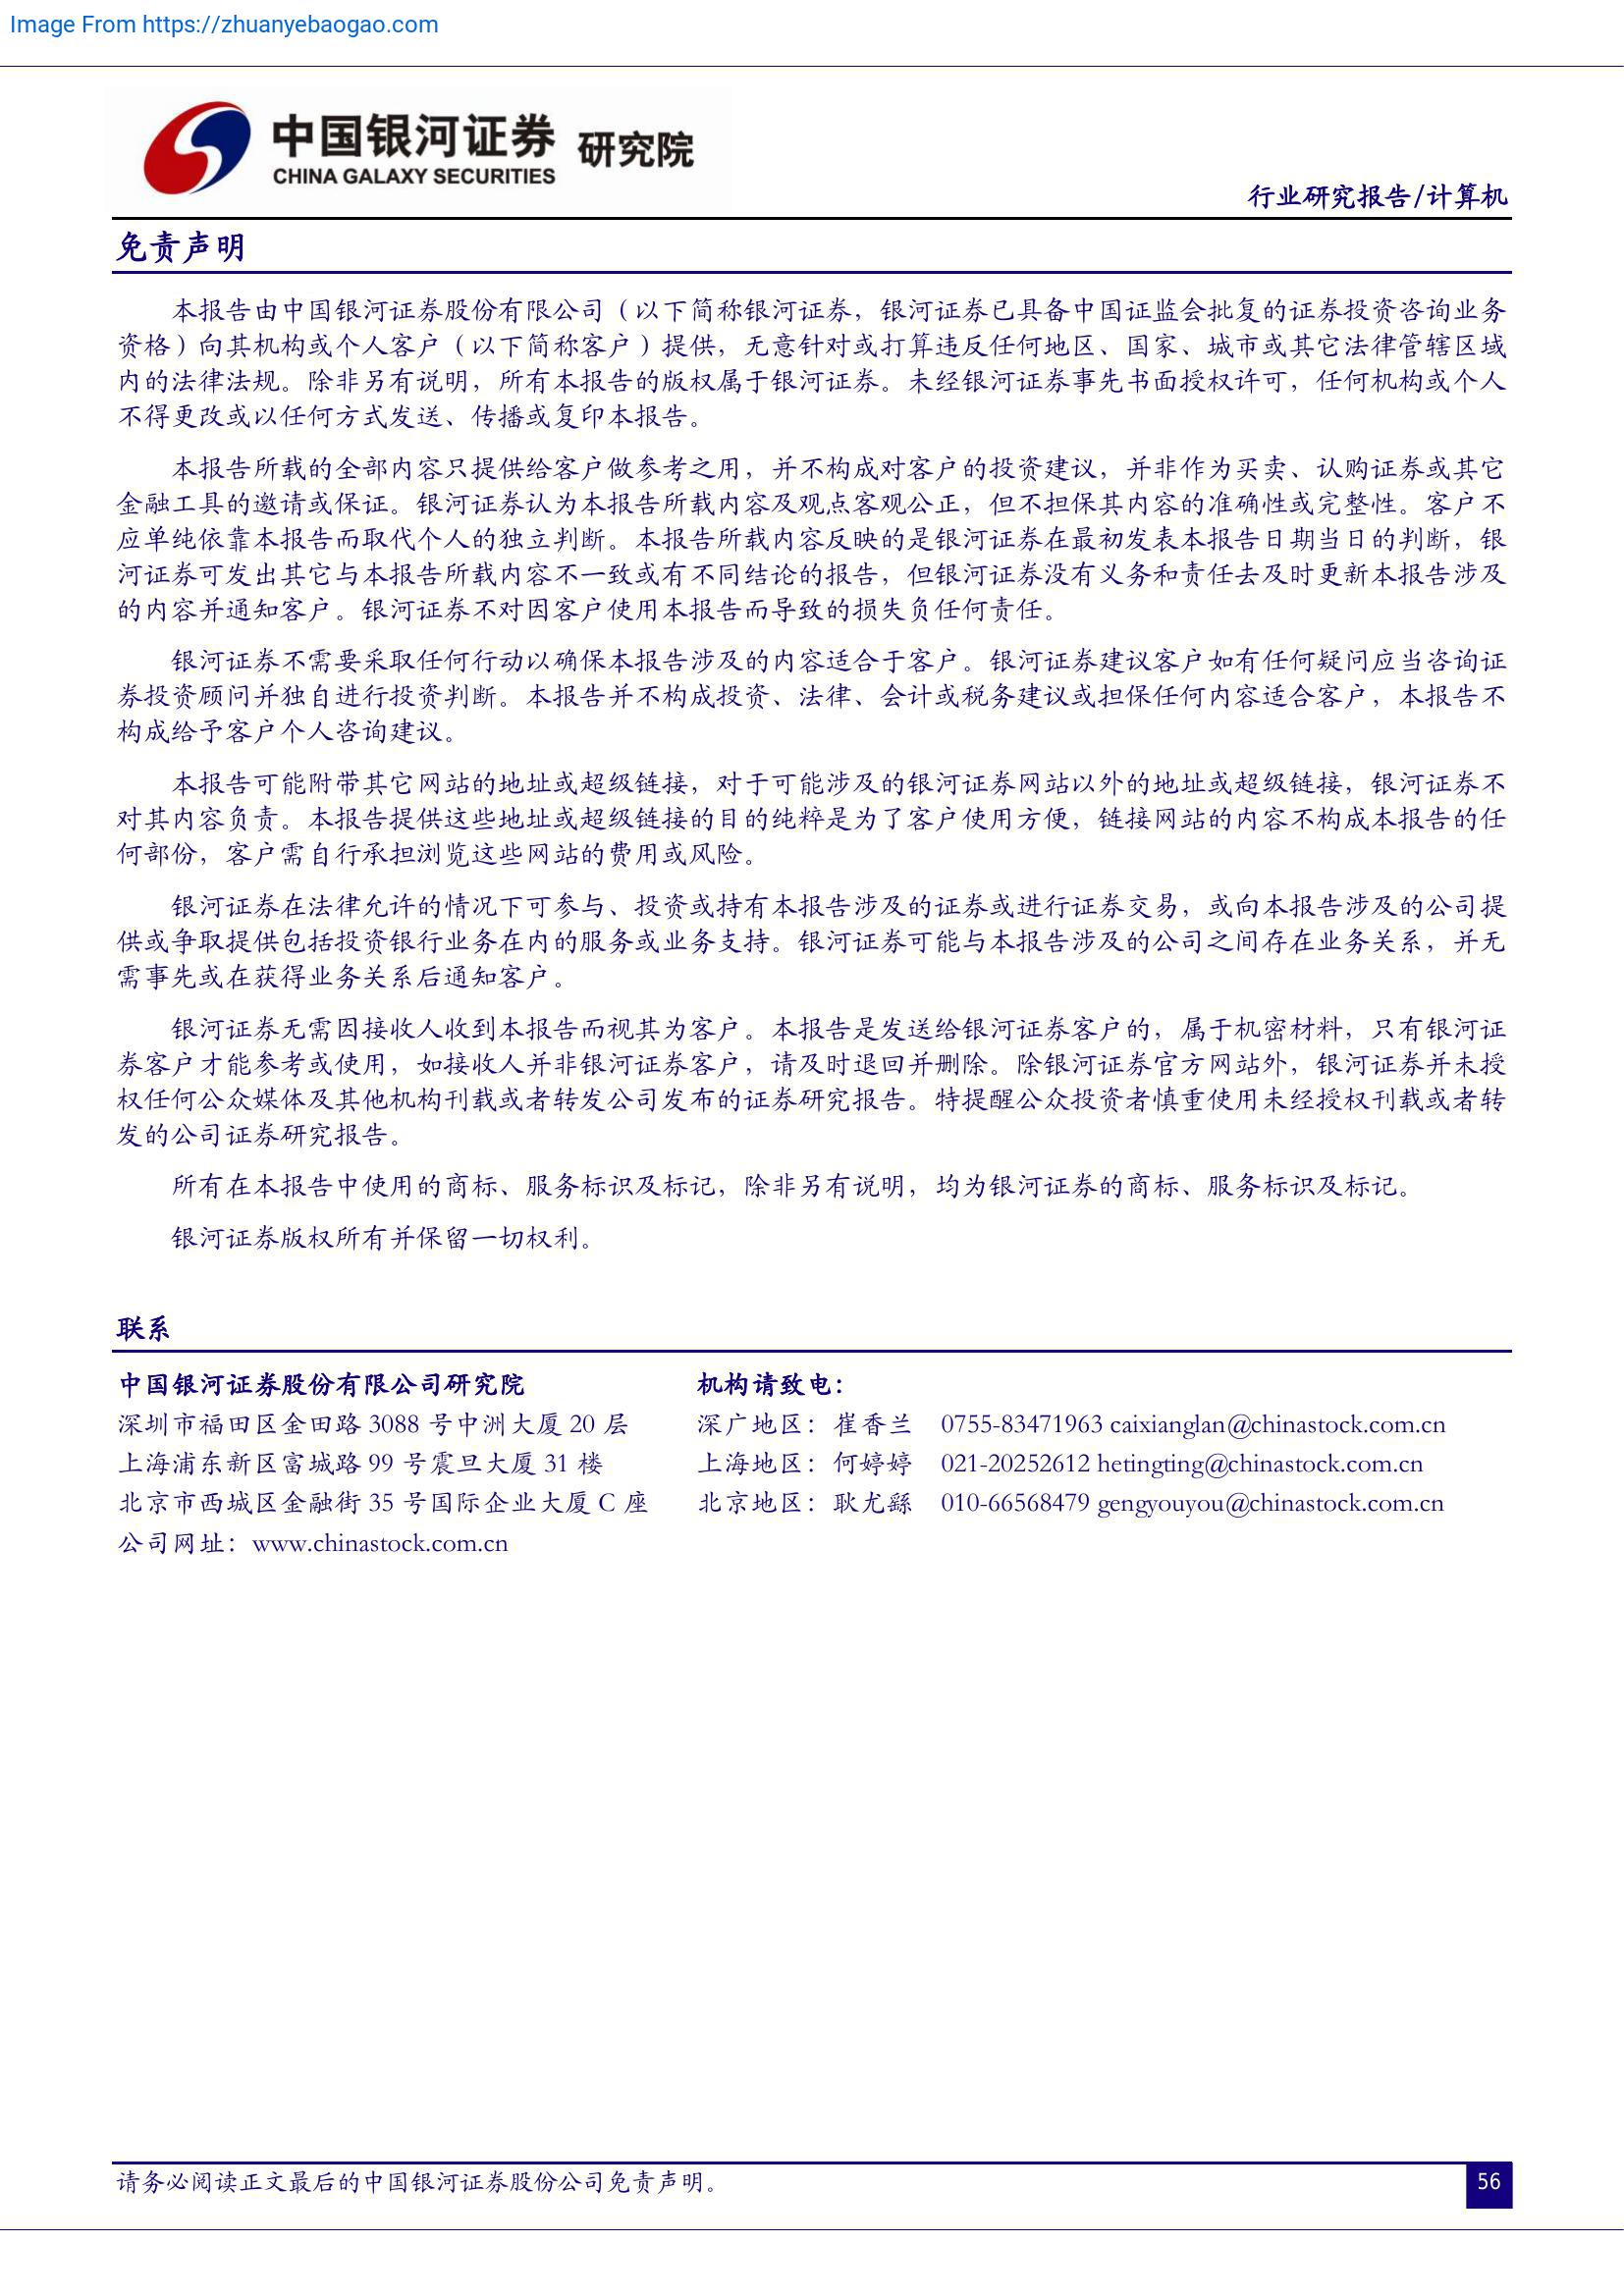 Image From https://zhuanyebaogao.com
中国银河证券 研究院
CHINA GALAXY SECURITIES
行业研究报告/计算机
免责声明
本报告由中国银河证券股份有限公司（以下简称银河证券，银河证券已具备中国证监会批复的证券投资咨询业务
资格）向其机构或个人客户（以下简称客户）提供，无意针对或打算违反任何地区、国家、城市或其它法律管辖区域
内的法律法规。除非另有说明，所有本报告的版权属于银河证券。未经银河证券事先书面授权许可，任何机构或个人
不得更改或以任何方式发送、传播或复印本报告。
本报告所载的全部内容只提供给客户做参考之用，并不构成对客户的投资建议，并非作为买卖、认购证券或其它
金融工具的邀请或保证。银河证券认为本报告所载内容及观点客观公正，但不担保其内容的准确性或完整性。客户不
应单纯依靠本报告而取代个人的独立判断。本报告所载内容反映的是银河证券在最初发表本报告日期当日的判断，银
河证券可发出其它与本报告所载内容不一致或有不同结论的报告，但银河证券没有义务和责任去及时更新本报告涉及
的内容并通知客户。银河证券不对因客户使用本报告而导致的损失负任何责任。
银河证券不需要采取任何行动以确保本报告涉及的内容适合于客户。银河证券建议客户如有任何疑问应当咨询证
券投资顾问并独自进行投资判断。本报告并不构成投资、法律、会计或税务建议或担保任何内容适合客户，本报告不
构成给予客户个人咨询建议。
本报告可能附带其它网站的地址或超级链接，对于可能涉及的银河证券网站以外的地址或超级链接，银河证券不
对其内容负责。本报告提供这些地址或超级链接的目的纯粹是为了客户使用方便，链接网站的内容不构成本报告的任
何部份，客户需自行承担浏览这些网站的费用或风险。
银河证券在法律允许的情况下可参与、投资或持有本报告涉及的证券或进行证券交易，或向本报告涉及的公司提
供或争取提供包括投资银行业务在内的服务或业务支持。银河证券可能与本报告涉及的公司之间存在业务关系，并无
需事先或在获得业务关系后通知客户。
银河证券无需因接收人收到本报告而视其为客户。本报告是发送给银河证券客户的，属于机密材料，只有银河证
券客户才能参考或使用，如接收人并非银河证券客户，请及时退回并删除。除银河证券官方网站外，银河证券并未授
权任何公众媒体及其他机构刊载或者转发公司发布的证券研究报告。特提醒公众投资者慎重使用未经授权刊载或者转
发的公司证券研究报告。
所有在本报告中使用的商标、服务标识及标记，除非另有说明，均为银河证券的商标、服务标识及标记。
银河证券版权所有并保留一切权利。
联系
中国银河证券股份有限公司研究院 机构请致电：
深圳市福田区金田路 3088 号中洲大厦 20 层 深广地区：崔香兰 0755-83471963 caixianglan@chinastock.com.cn
上海浦东新区富城路 99 号震旦大厦 31 楼 上海地区：何婷婷 021-20252612 hetingting@chinastock.com.cn
北京市西城区金融街 35 号国际企业大厦 C 座 北京地区：耿尤繇 010-66568479 gengyouyou@chinastock.com.cn
公司网址：www.chinastock.com.cn
请务必阅读正文最后的中国银河证券股份公司免责声明。
56